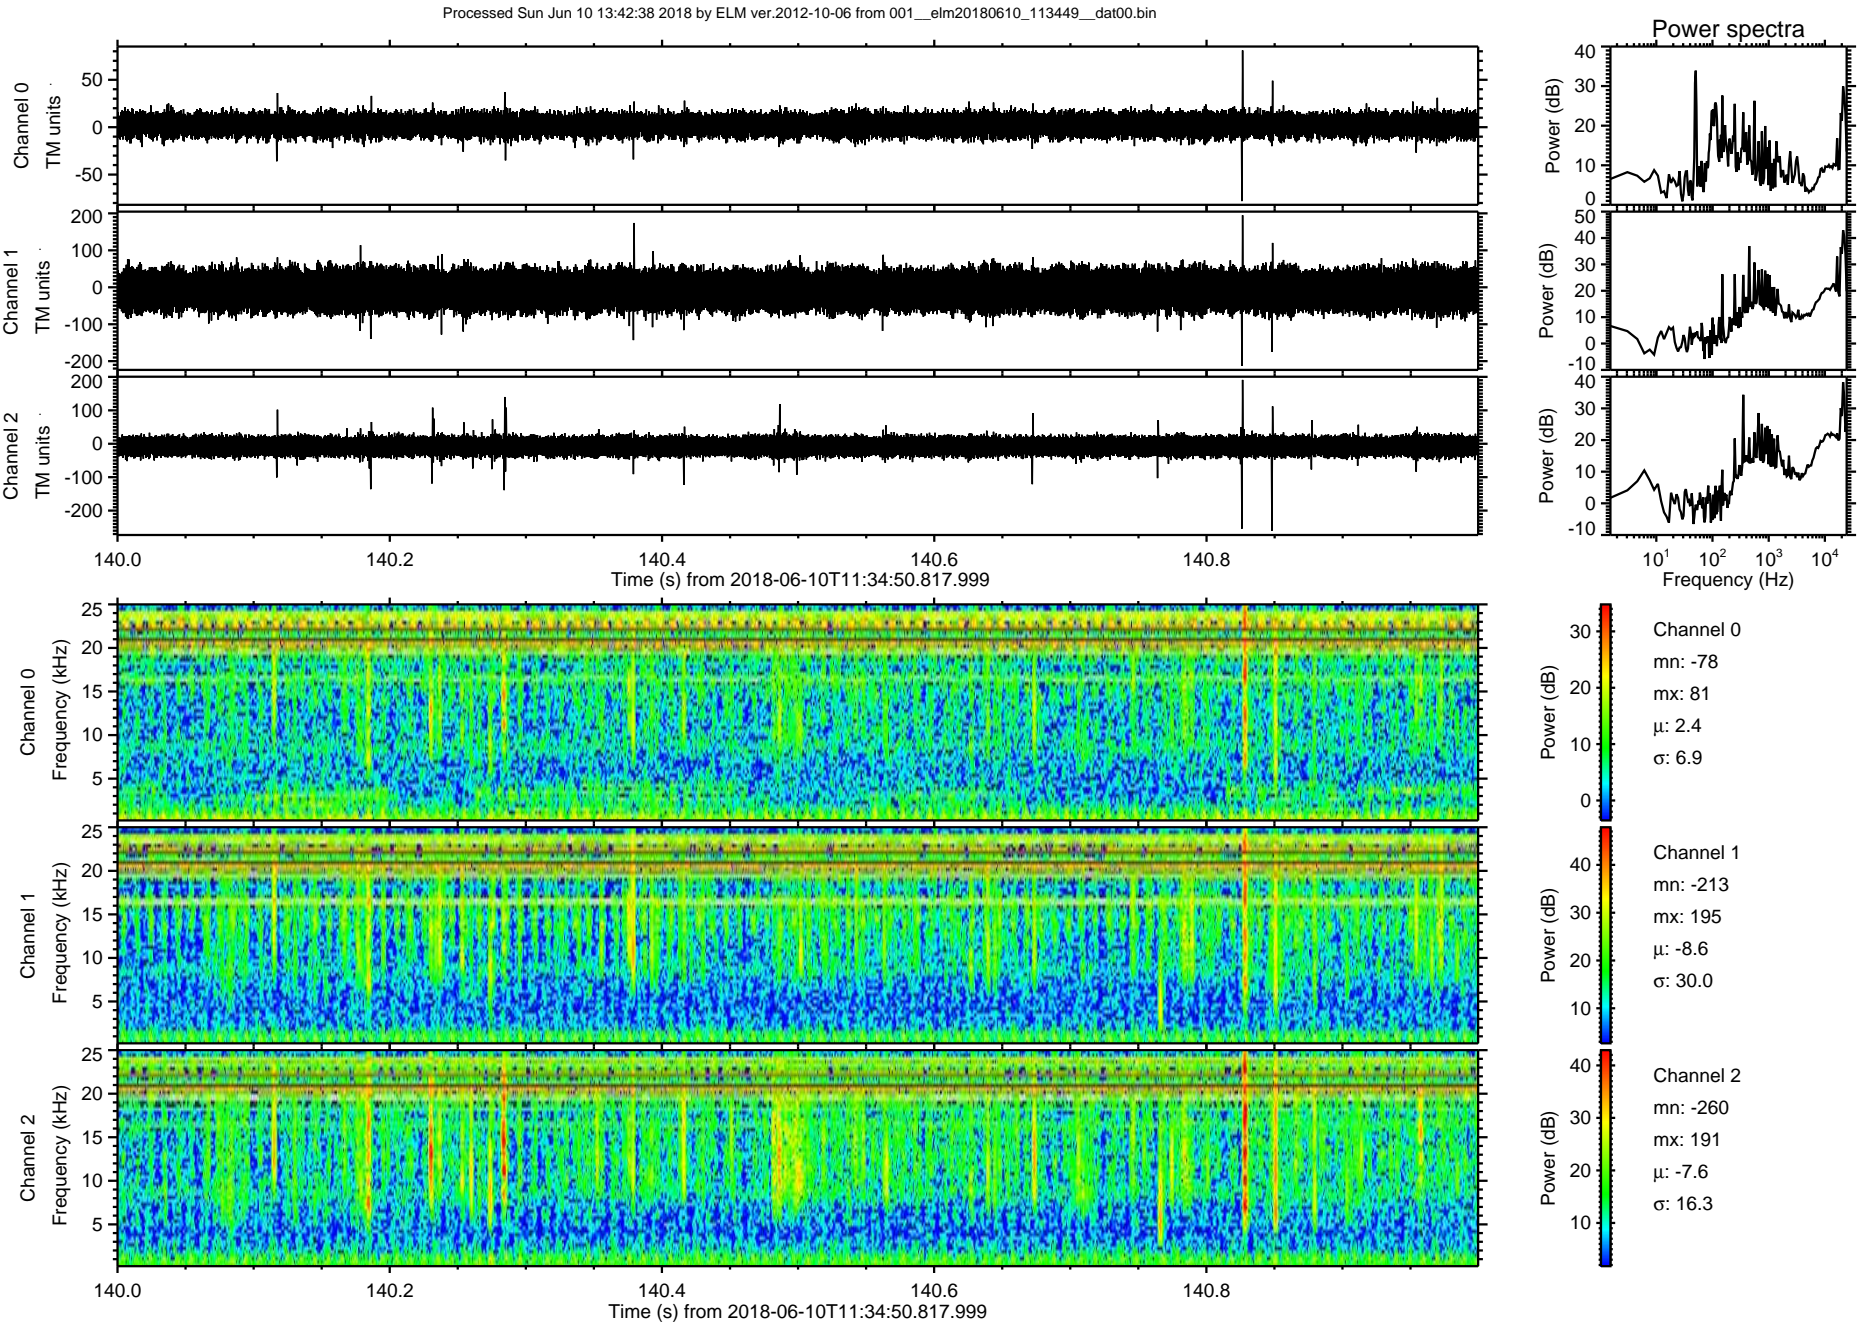 Processed Sun Jun 10 13:42:38 2018 by ELM ver.2012-10-06 from 001__elm20180610_113449__dat00.bin
Power spectra
Channel 0
TM units
50
0
-50
Power (dB)
40
30
20
10
0
Channel 1
TM units
200
100
0
-100
-200
Power (dB)
50
40
30
20
10
0
-10
Channel 2
TM units
200
100
0
-100
-200
Power (dB)
40
30
20
10
0
-10
140.0 140.2 140.4 140.6 140.8
Time (s) from 2018-06-10T11:34:50.817.999
10^1 10^2 10^3 10^4
Frequency (Hz)
Channel 0
Frequency (kHz)
25
20
15
10
5
Power (dB)
30
20
10
0
Channel 0
mn: -78
mx: 81
μ: 2.4
σ: 6.9
Channel 1
Frequency (kHz)
25
20
15
10
5
Power (dB)
40
30
20
10
Channel 1
mn: -213
mx: 195
μ: -8.6
σ: 30.0
Channel 2
Frequency (kHz)
25
20
15
10
5
Power (dB)
40
30
20
10
Channel 2
mn: -260
mx: 191
μ: -7.6
σ: 16.3
140.0 140.2 140.4 140.6 140.8
Time (s) from 2018-06-10T11:34:50.817.999